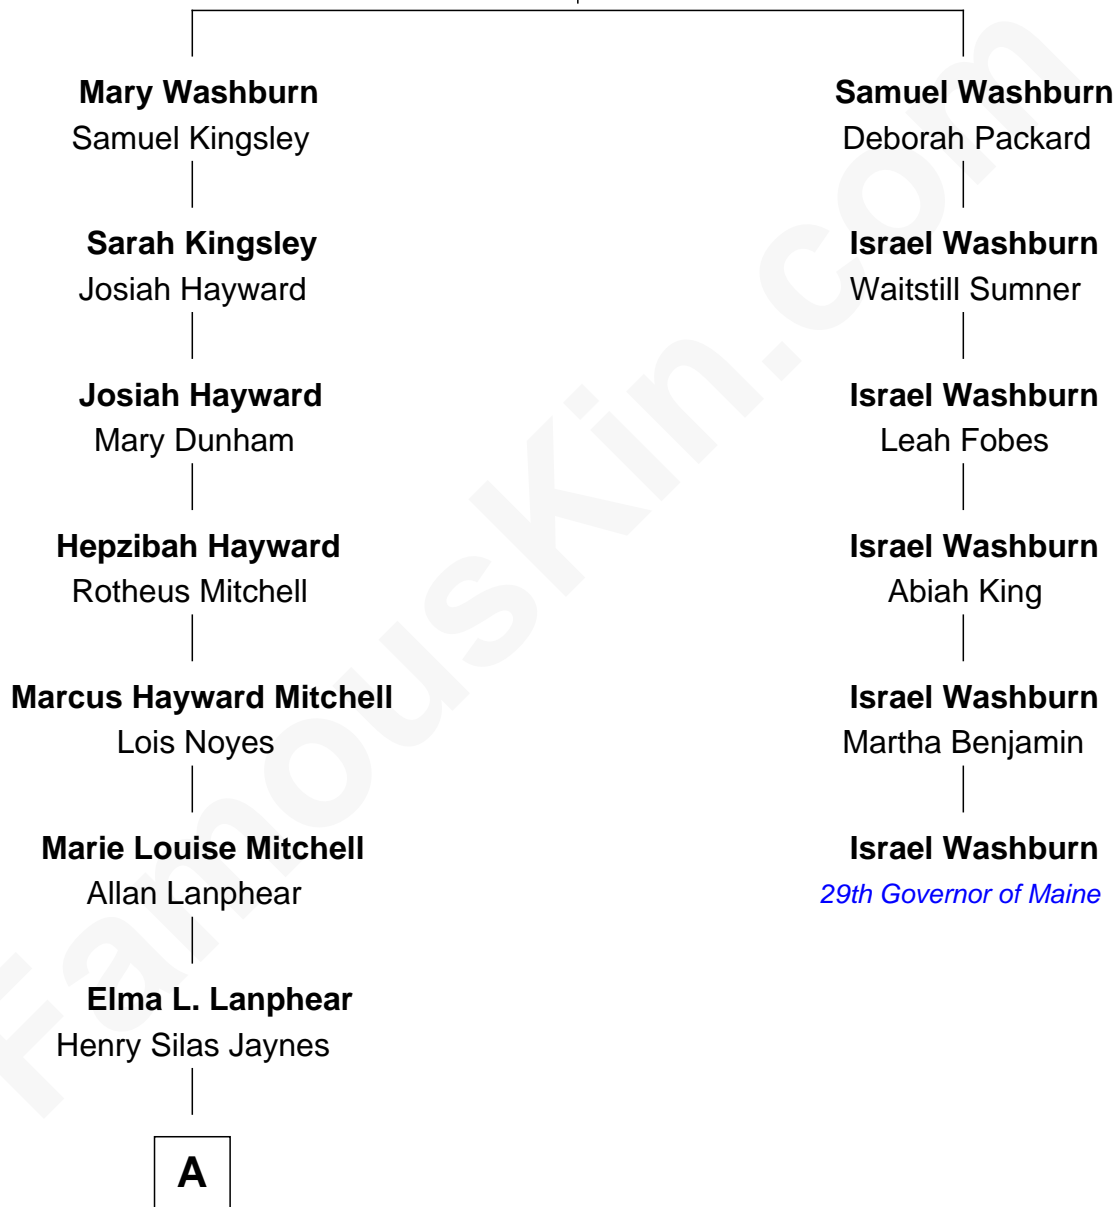 Mary Washburn
Samuel Kingsley
Sarah Kingsley
Josiah Hayward
Josiah Hayward
Mary Dunham
Hepzibah Hayward
Rotheus Mitchell
Marcus Hayward Mitchell
Lois Noyes
Marie Louise Mitchell
Allan Lanphear
Elma L. Lanphear
Henry Silas Jaynes
A
Samuel Washburn
Deborah Packard
Israel Washburn
Waitstill Sumner
Israel Washburn
Leah Fobes
Israel Washburn
Abiah King
Israel Washburn
Martha Benjamin
Israel Washburn
29th Governor of Maine
FamousKin.com